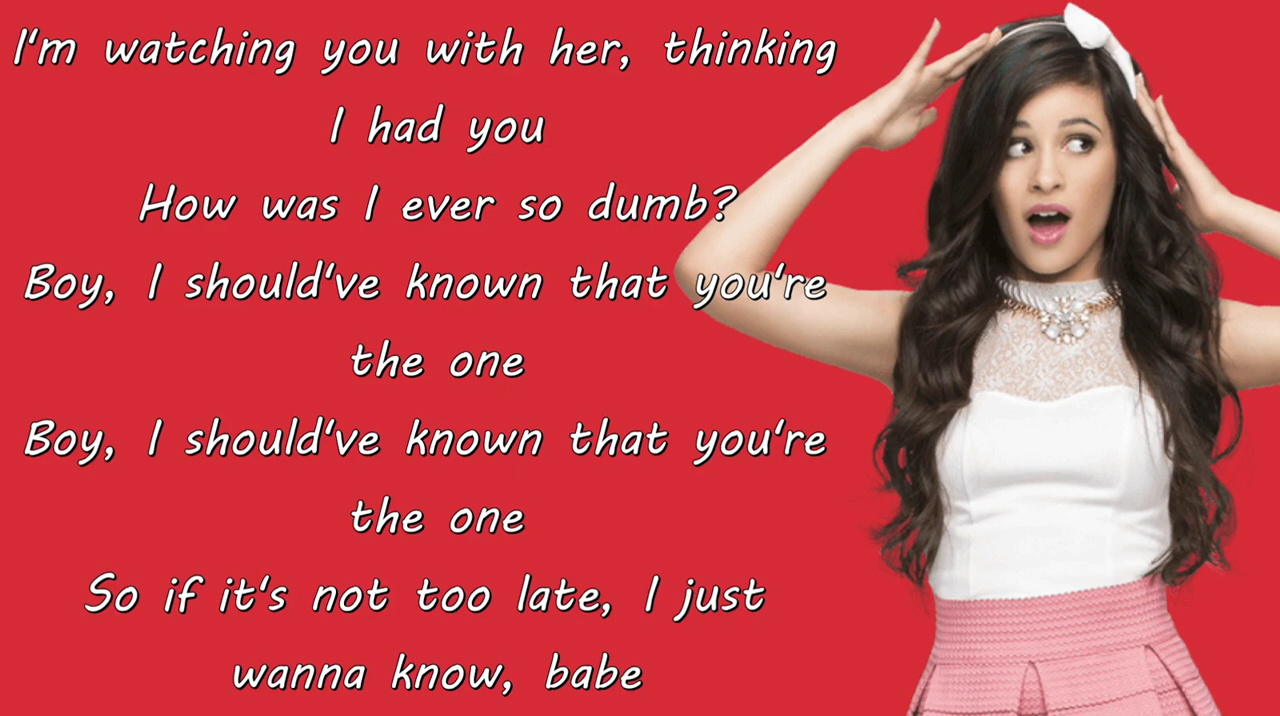 I'm watching you with her, thinking
I had you
How was I ever so dumb?
Boy, I should've known that you're
the one
Boy, I should've known that you're
the one
So if it's not too late, I just
wanna know, babe